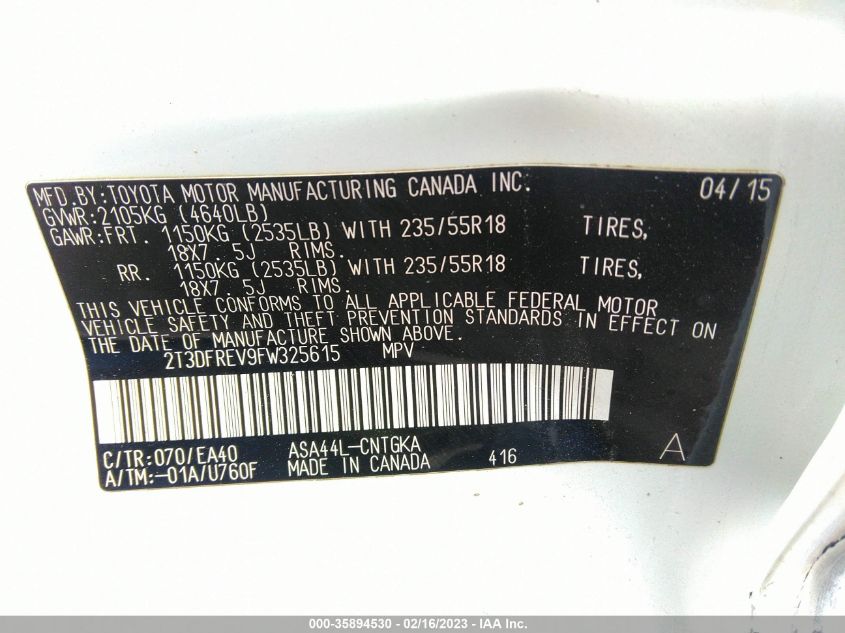 MFD.BY:TOYOTA MOTOR MANUFACTURING CANADA INC. 04/15
GVWR:2105KG (4640LB)
GAWR:FRT. 1150KG (2535LB) WITH 235/55R18 TIRES,
18X7. 5J RIMS.
RR. 1150KG (2535LB) WITH 235/55R18 TIRES,
18X7. 5J RIMS.
THIS VEHICLE CONFORMS TO ALL APPLICABLE FEDERAL MOTOR
VEHICLE SAFETY AND THEFT PREVENTION STANDARDS IN EFFECT ON
THE DATE OF MANUFACTURE SHOWN ABOVE.
2T3DFREV9FW325615 MPV
C/TR:070/EA40 ASA44L-CNTGKA
A/TM:-01A/U760F MADE IN CANADA 416 A
000-35894530 - 02/16/2023 - IAA Inc.